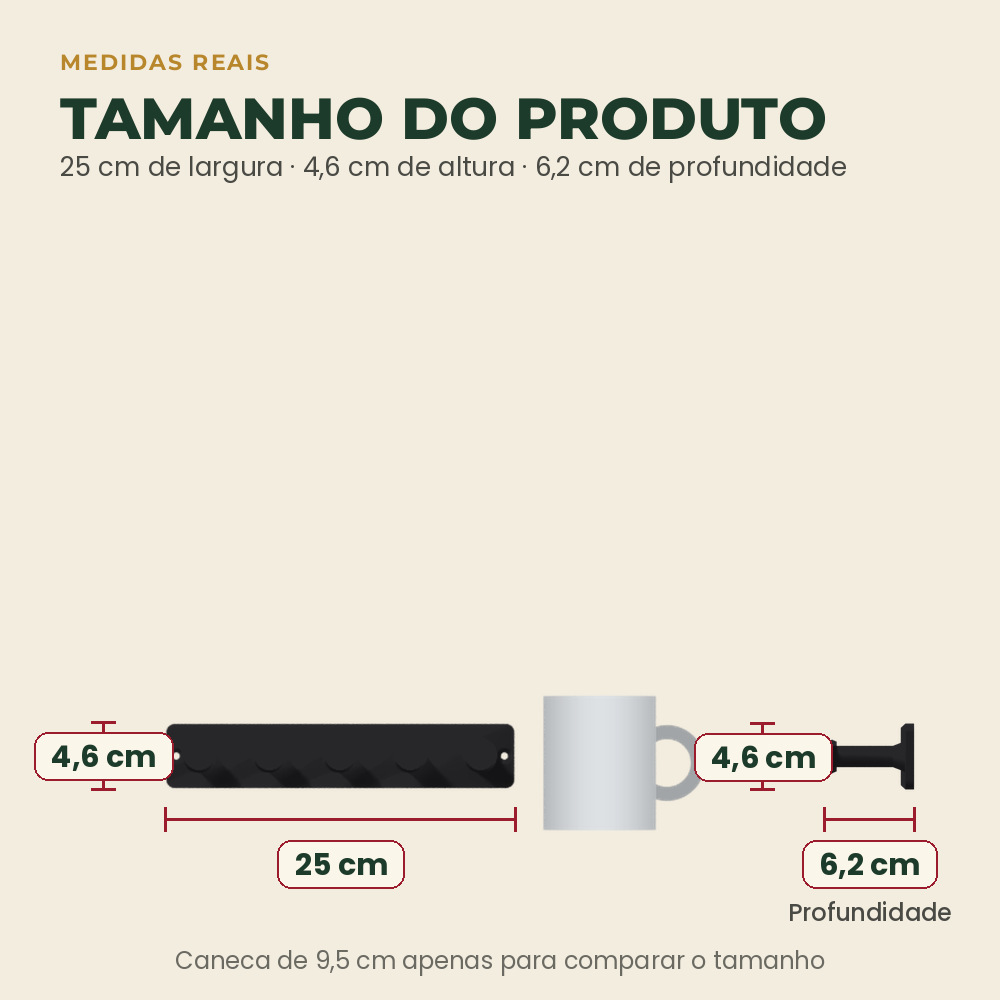 MEDIDAS REAIS
TAMANHO DO PRODUTO
25 cm de largura · 4,6 cm de altura · 6,2 cm de profundidade
4,6 cm
4,6 cm
25 cm
6,2 cm
Profundidade
Caneca de 9,5 cm apenas para comparar o tamanho